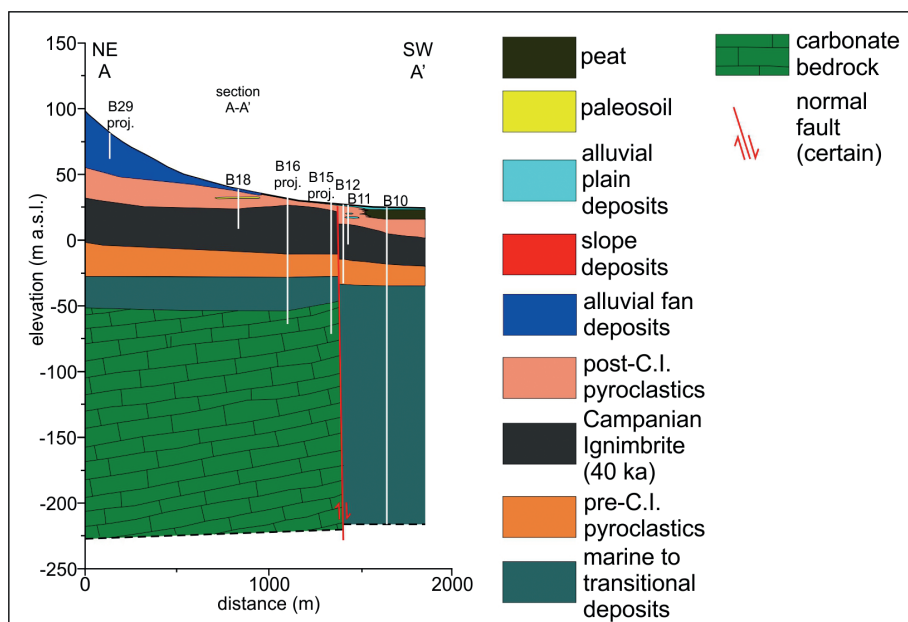 150
100
50
0
-50
-100
-150
-200
-250
elevation (m a.s.l.)
0
1000
2000
distance (m)
NE
A
SW
A'
section
A-A'
B29
proj.
B18
B16
proj.
B15
proj.
B12
B11
B10
peat
paleosoil
alluvial
plain
deposits
slope
deposits
alluvial fan
deposits
post-C.I.
pyroclastics
Campanian
Ignimbrite
(40 ka)
pre-C.I.
pyroclastics
marine to
transitional
deposits
carbonate
bedrock
normal
fault
(certain)